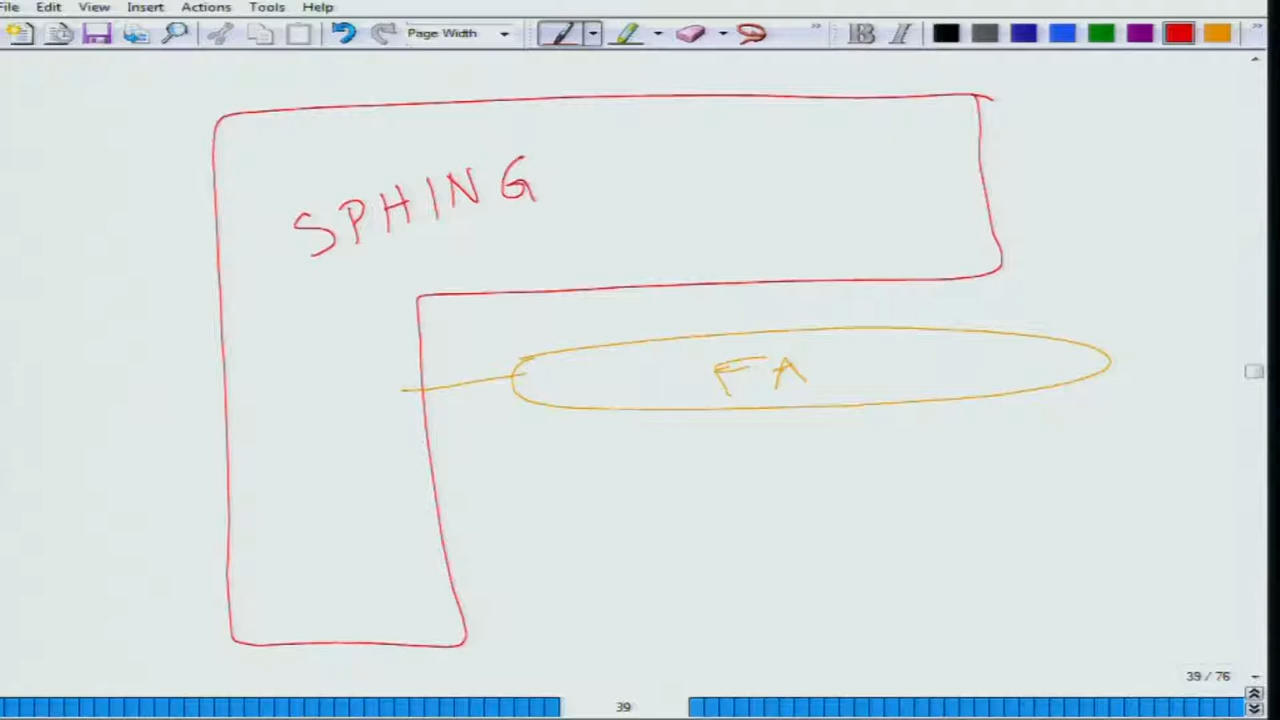 File Edit View Insert Actions Tools Help
Page Width B I
SPHING
FA
39 / 76
39